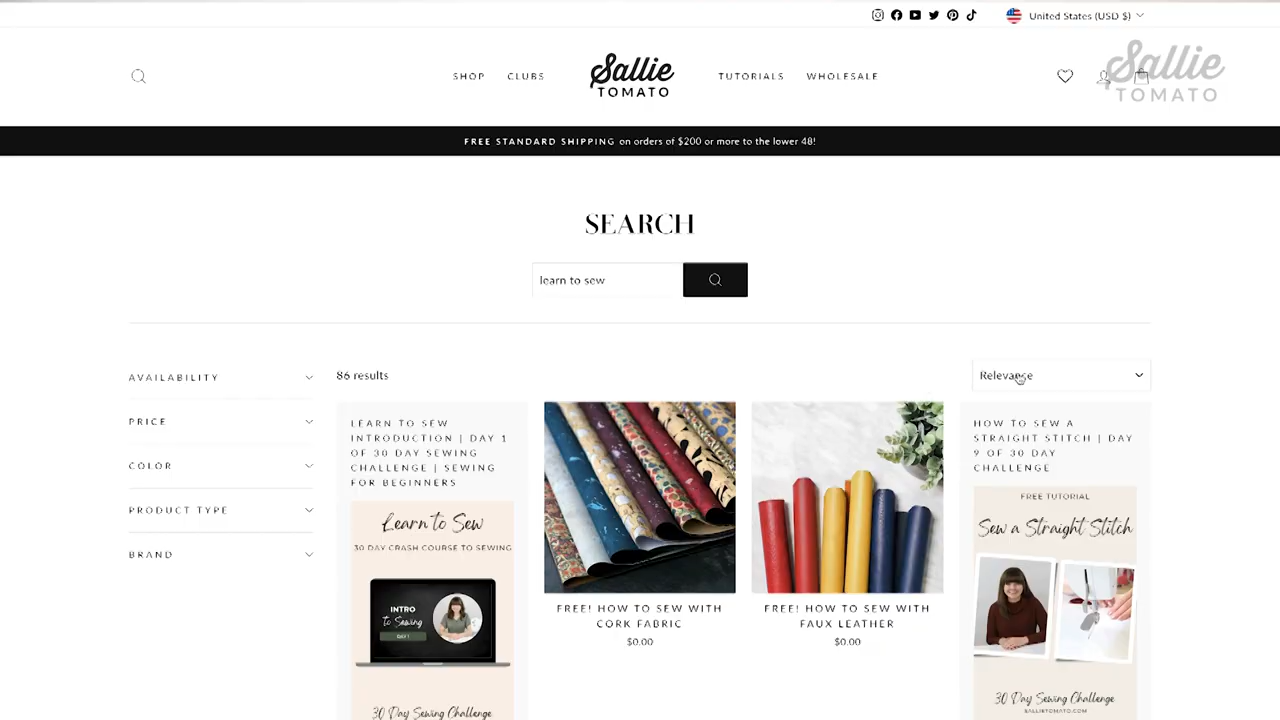 United States (USD $)
SHOP
CLUBS
Sallie
TOMATO
TUTORIALS
WHOLESALE
Sallie
TOMATO
FREE STANDARD SHIPPING on orders of $200 or more to the lower 48!
SEARCH
learn to sew
AVAILABILITY
PRICE
COLOR
PRODUCT TYPE
BRAND
86 results
Relevance
LEARN TO SEW
INTRODUCTION | DAY 1
OF 30 DAY SEWING
CHALLENGE | SEWING
FOR BEGINNERS
Learn to Sew
30 DAY CRASH COURSE TO SEWING
INTRO
to Sewing
DAY 1
30 Day Sewing Challenge
FREE! HOW TO SEW WITH
CORK FABRIC
$0.00
FREE! HOW TO SEW WITH
FAUX LEATHER
$0.00
HOW TO SEW A
STRAIGHT STITCH | DAY
9 OF 30 DAY
CHALLENGE
FREE TUTORIAL
Sew a Straight Stitch
30 Day Sewing Challenge
SALLIETOMATO.COM